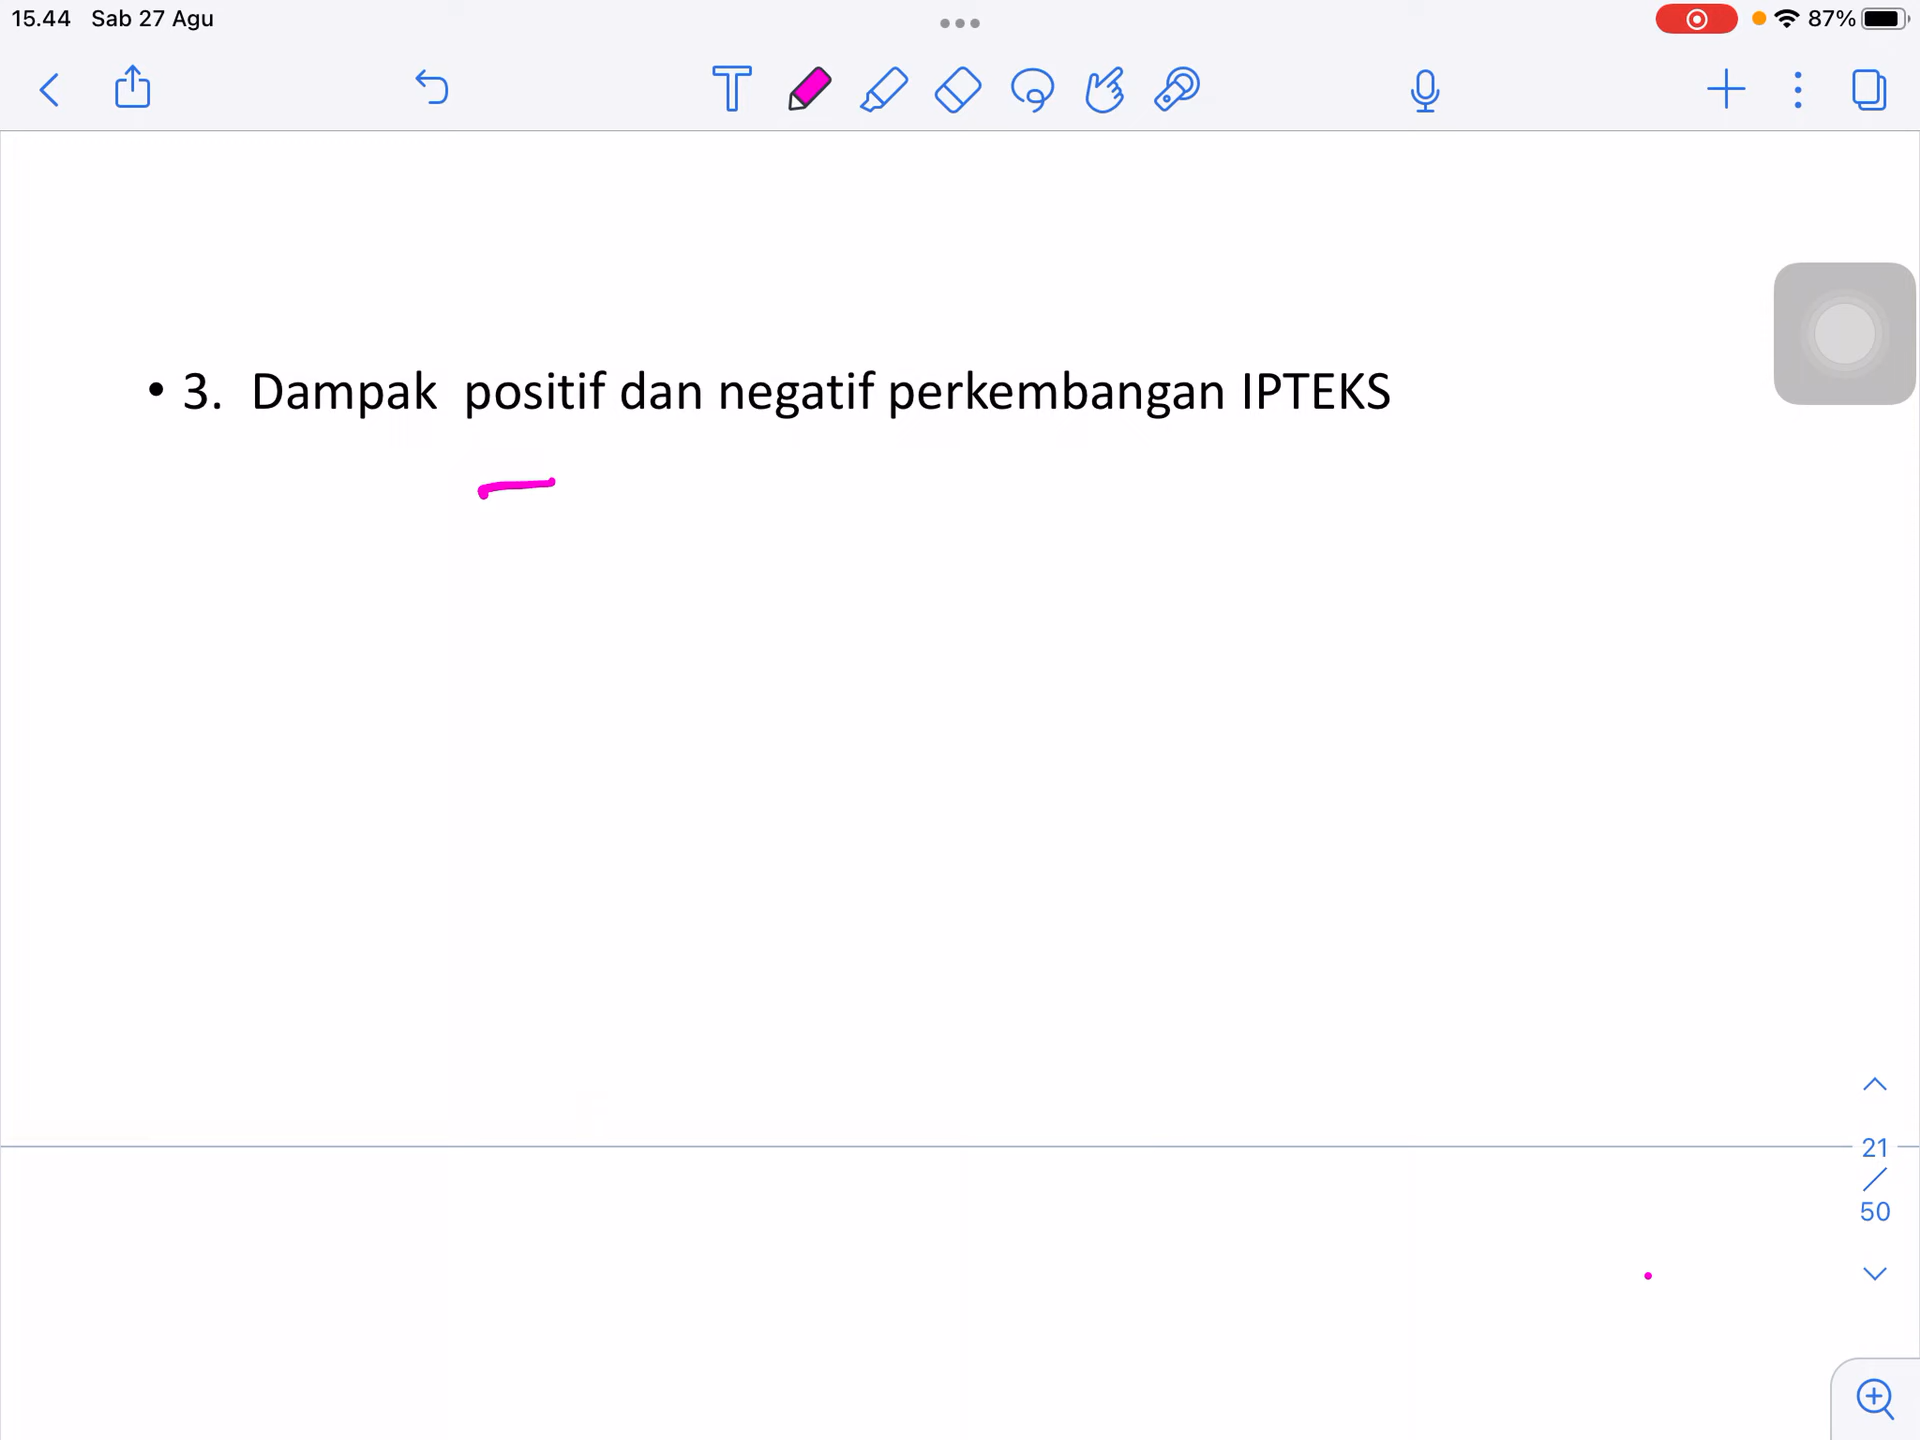 15.44 Sab 27 Agu
87%
• 3. Dampak positif dan negatif perkembangan IPTEKS
21
50